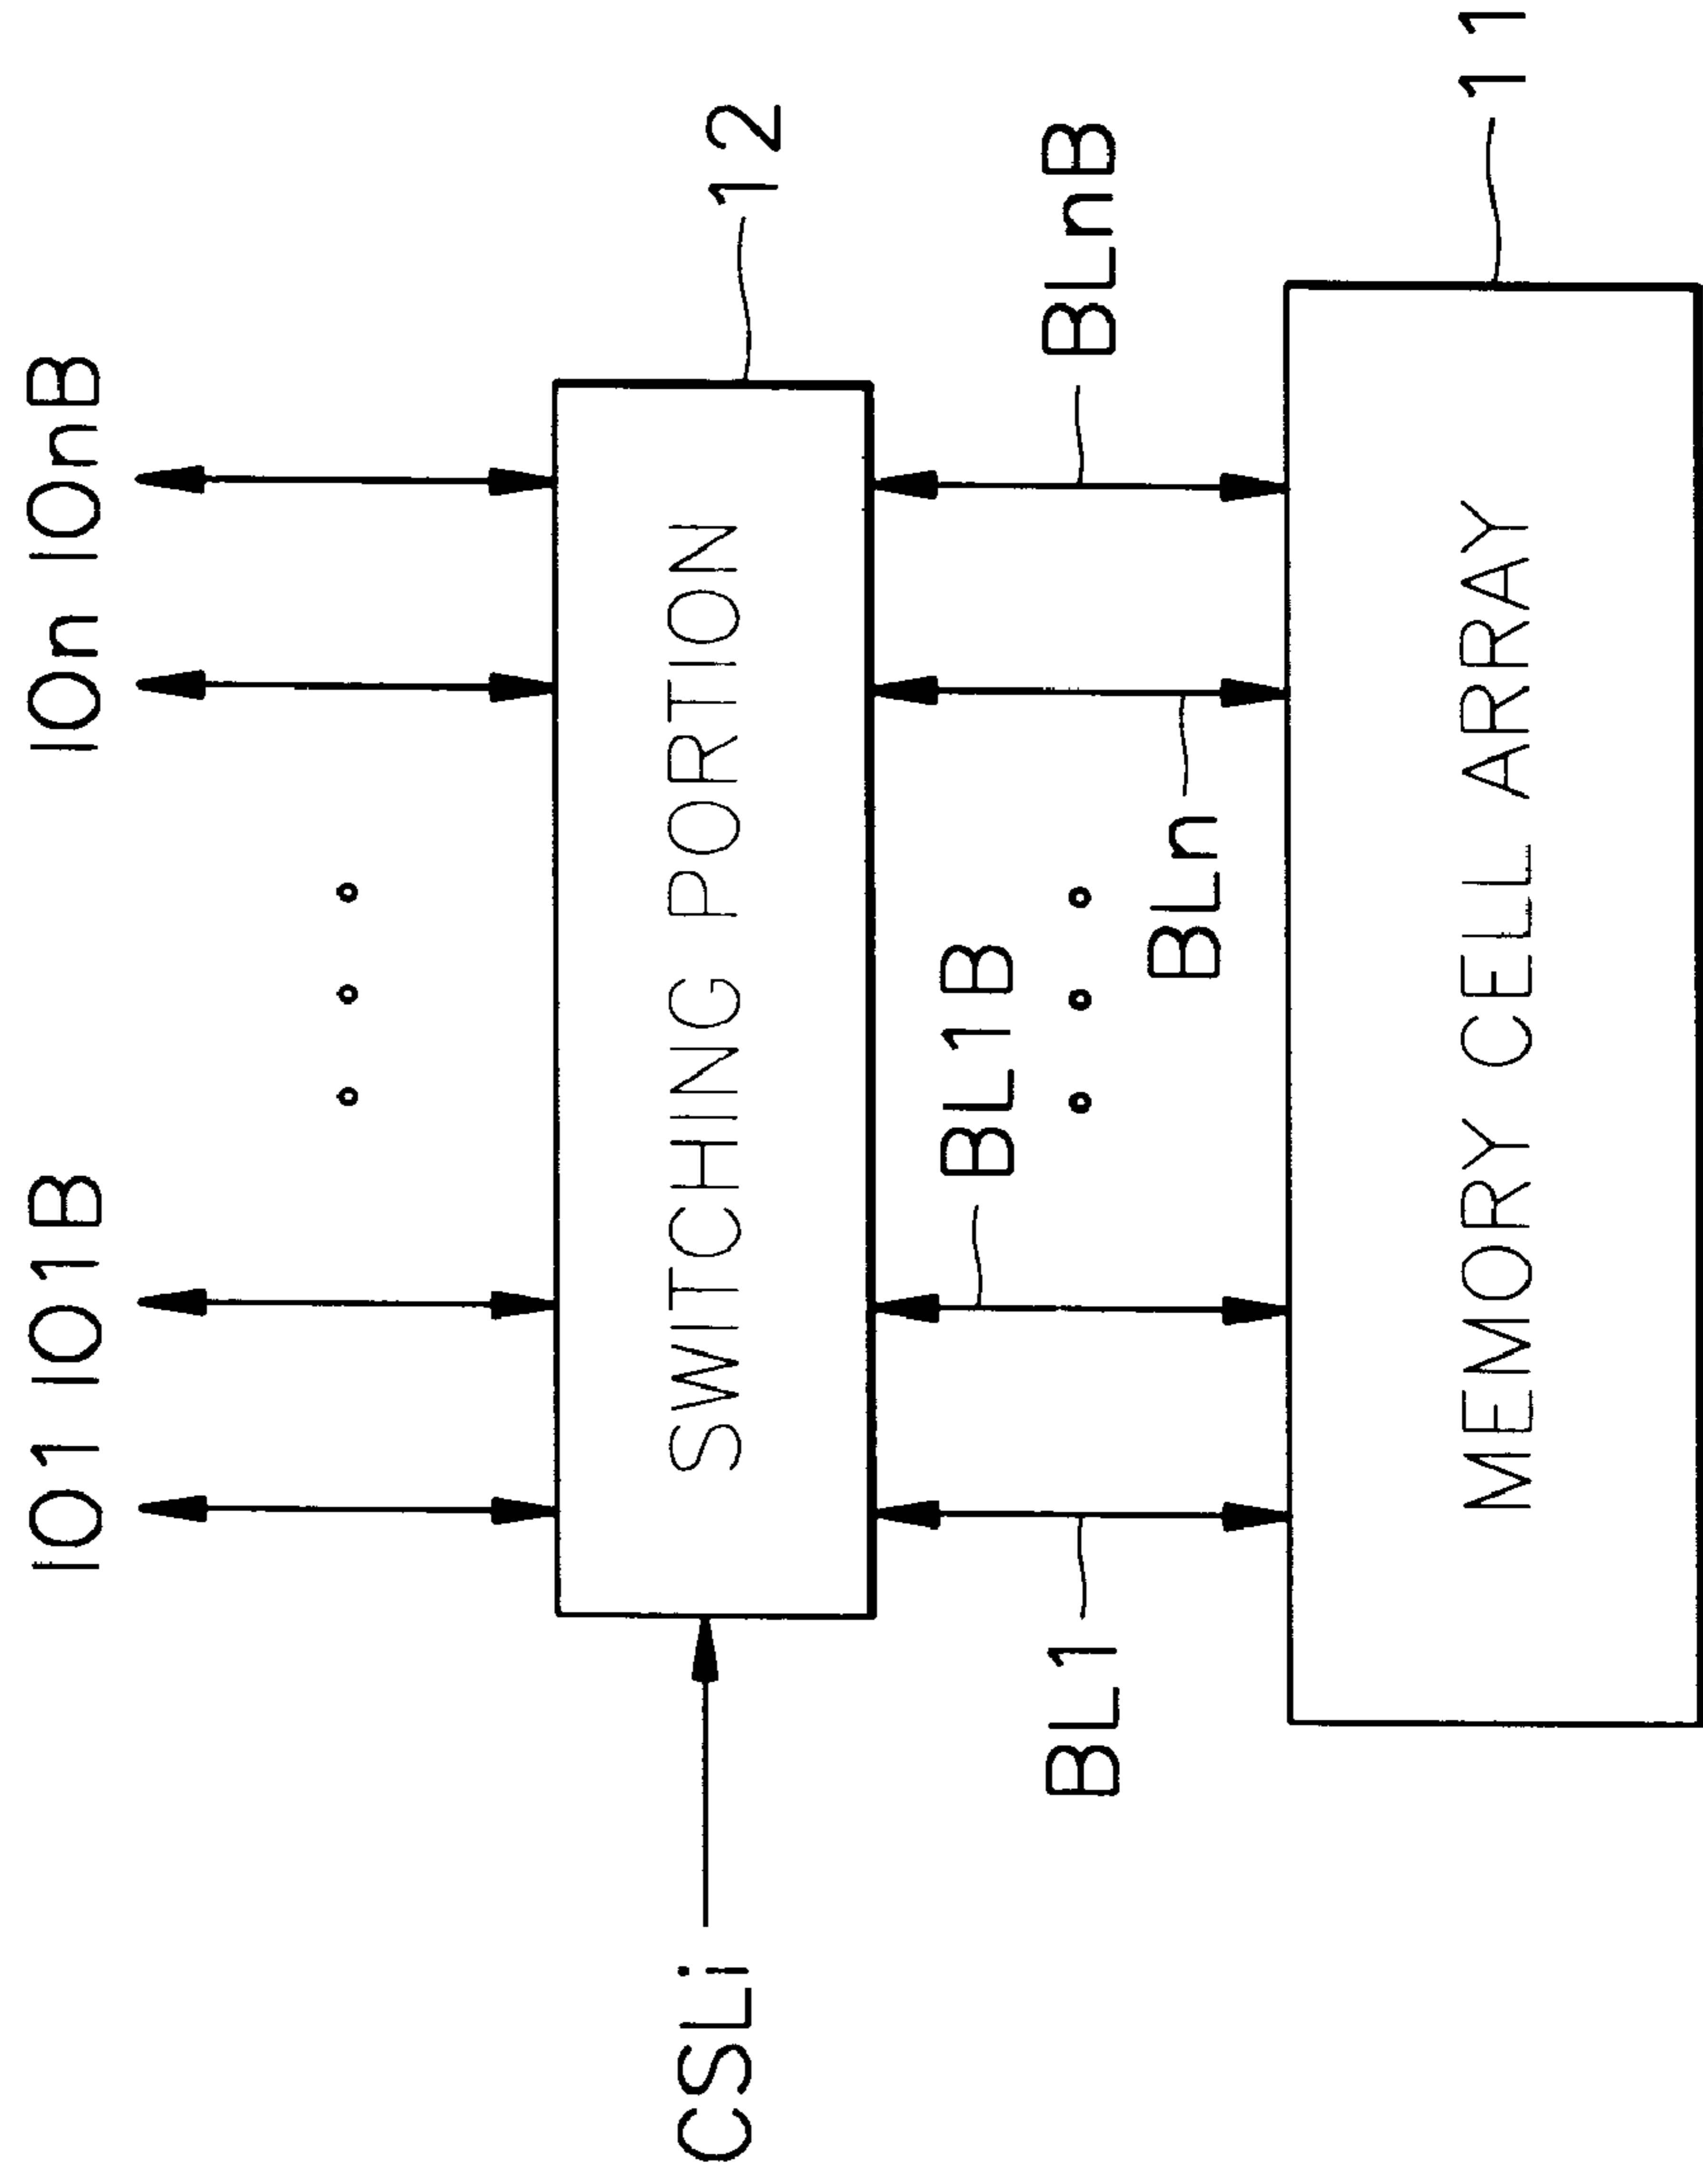 IO1 IO1B IOn IOnB
CSLi
SWITCHING PORTION
12
BL1B
BL1
BLnB
BLn
MEMORY CELL ARRAY
11